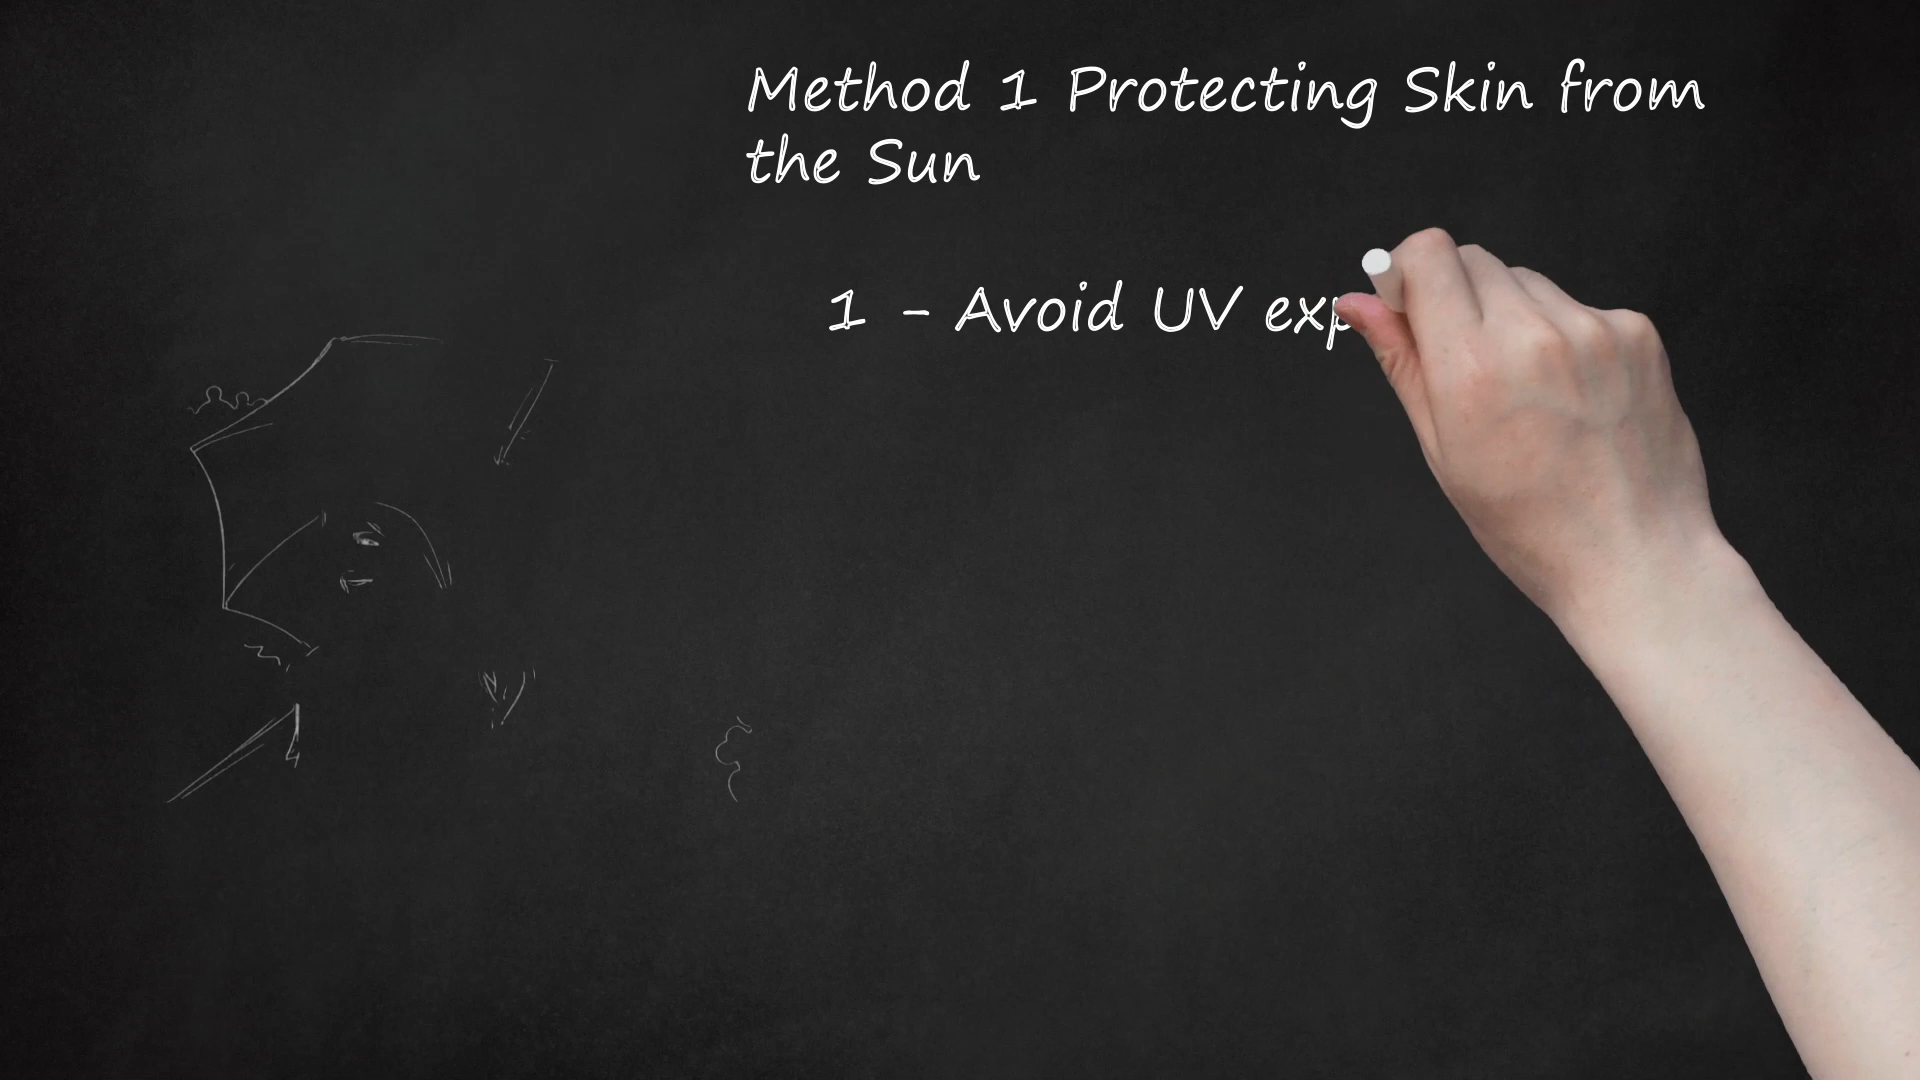 Method 1 Protecting Skin from
the Sun
1 - Avoid UV exp